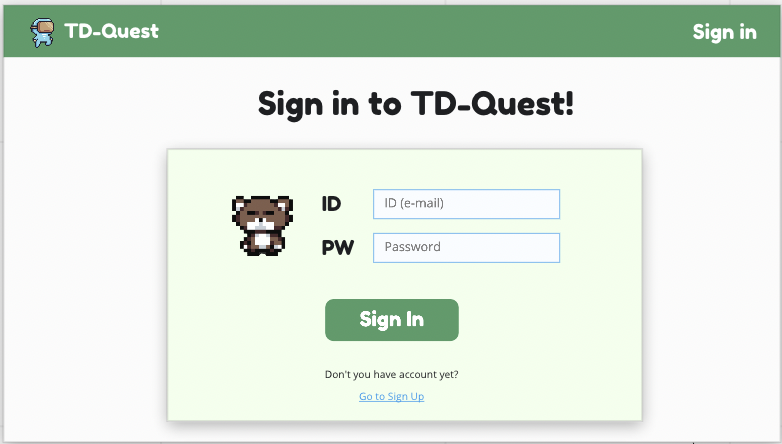 TD-Quest
Sign in
Sign in to TD-Quest!
ID
ID (e-mail)
PW
Password
Sign In
Don't you have account yet?
Go to Sign Up